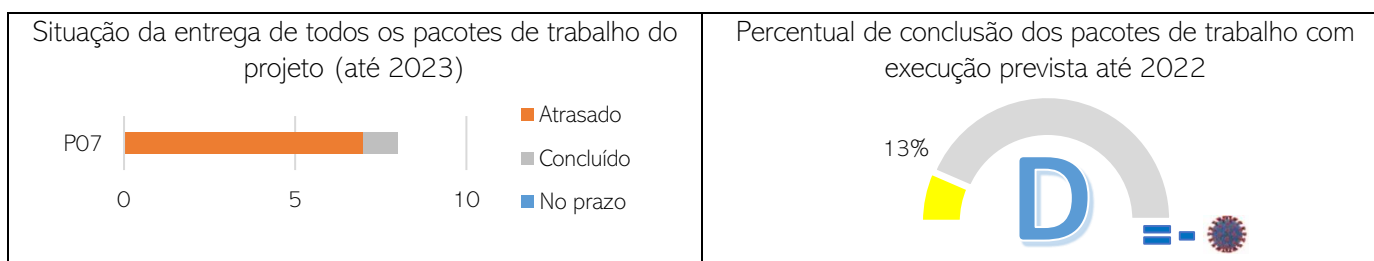 Situação da entrega de todos os pacotes de trabalho do
projeto (até 2023)
P07
0
5
10
Atrasado
Concluído
No prazo
Percentual de conclusão dos pacotes de trabalho com
execução prevista até 2022
13%
D
= -